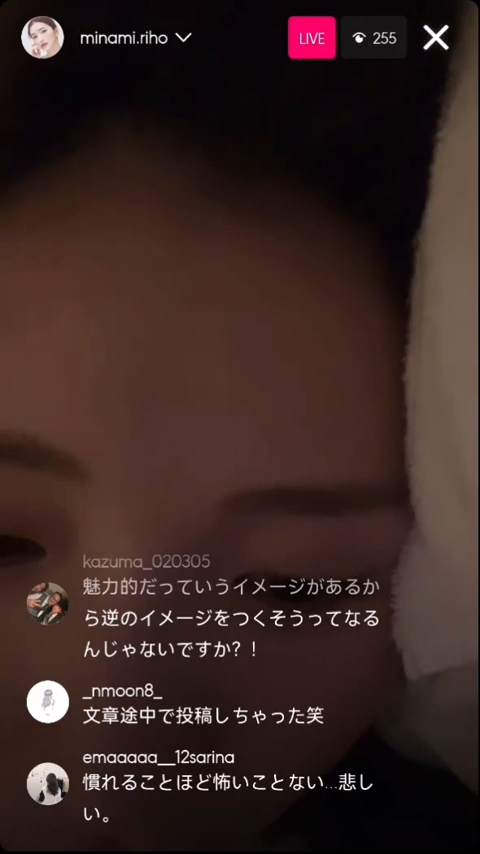 minami.riho
LIVE
255
kazuma_020305
魅力的だっていうイメージがあるか
ら逆のイメージをつくそうってなる
んじゃないですか？！
_nmoon8_
文章途中で投稿しちゃった笑
emaaaaa__12sarina
慣れることほど怖いことない...悲し
い。